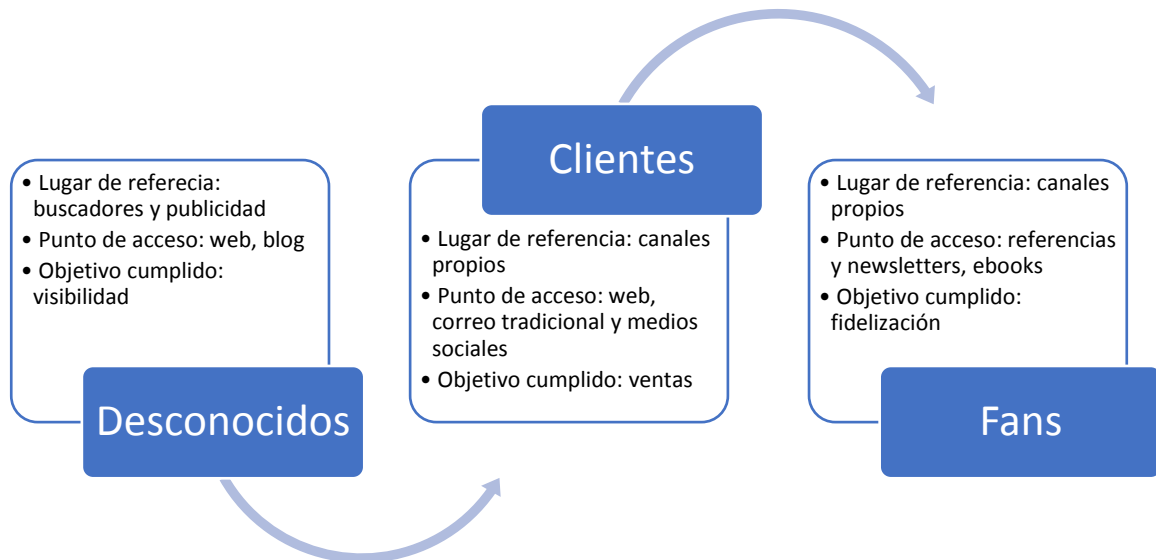 • Lugar de referecia:
buscadores y publicidad
• Punto de acceso: web, blog
• Objetivo cumplido:
visibilidad
Desconocidos
Clientes
• Lugar de referencia: canales
propios
• Punto de acceso: web,
correo tradicional y medios
sociales
• Objetivo cumplido: ventas
• Lugar de referencia: canales
propios
• Punto de acceso: referencias
y newsletters, ebooks
• Objetivo cumplido:
fidelización
Fans